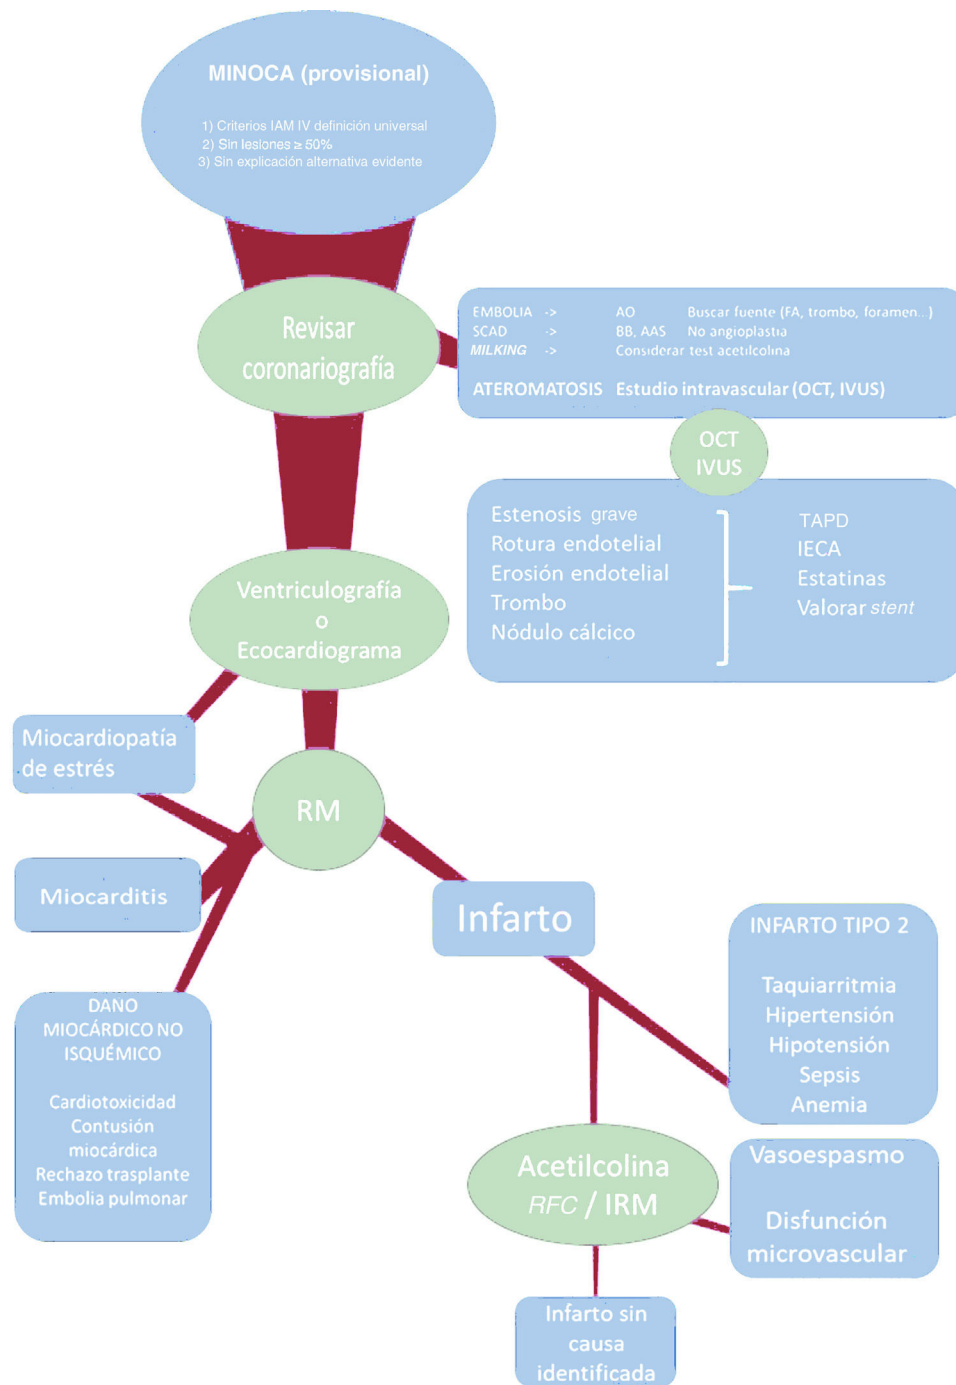 MINOCA (provisional)
1) Criterios IAM IV definición universal
2) Sin lesiones ≥ 50%
3) Sin explicación alternativa evidente
Revisar
coronariografía
EMBOLIA -> AO Buscar fuente (FA, trombo, foramen...)
SCAD -> BB, AAS No angioplastia
MILKING -> Considerar test acetilcolina
ATEROMATOSIS Estudio intravascular (OCT, IVUS)
OCT
IVUS
Estenosis grave
Rotura endotelial
Erosión endotelial
Trombo
Nódulo cálcico
TAPD
IECA
Estatinas
Valorar stent
Ventriculografía
o
Ecocardiograma
Miocardiopatía
de estrés
RM
Miocarditis
Infarto
DANO
MIOCÁRDICO NO
ISQUÉMICO
Cardiotoxicidad
Contusión
miocárdica
Rechazo trasplante
Embolia pulmonar
INFARTO TIPO 2
Taquiarritmia
Hipertensión
Hipotensión
Sepsis
Anemia
Acetilcolina
RFC / IRM
Vasoespasmo
Disfunción
microvascular
Infarto sin
causa
identificada